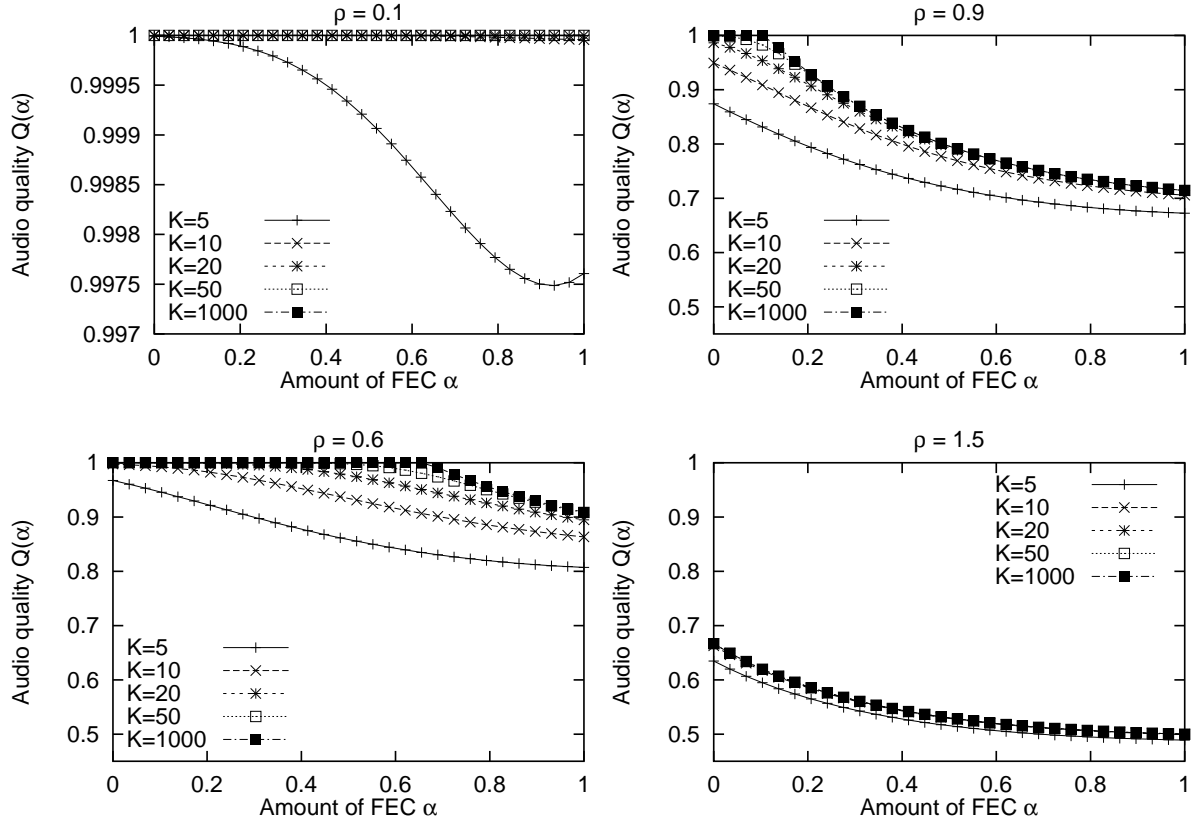 ρ = 0.1
Audio quality Q(α)
1
0.9995
0.999
0.9985
0.998
0.9975
0.997
K=5
K=10
K=20
K=50
K=1000
0 0.2 0.4 0.6 0.8 1
Amount of FEC α
ρ = 0.9
Audio quality Q(α)
1
0.9
0.8
0.7
0.6
0.5
K=5
K=10
K=20
K=50
K=1000
0 0.2 0.4 0.6 0.8 1
Amount of FEC α
ρ = 0.6
Audio quality Q(α)
1
0.9
0.8
0.7
0.6
0.5
K=5
K=10
K=20
K=50
K=1000
0 0.2 0.4 0.6 0.8 1
Amount of FEC α
ρ = 1.5
Audio quality Q(α)
1
0.9
0.8
0.7
0.6
0.5
K=5
K=10
K=20
K=50
K=1000
0 0.2 0.4 0.6 0.8 1
Amount of FEC α